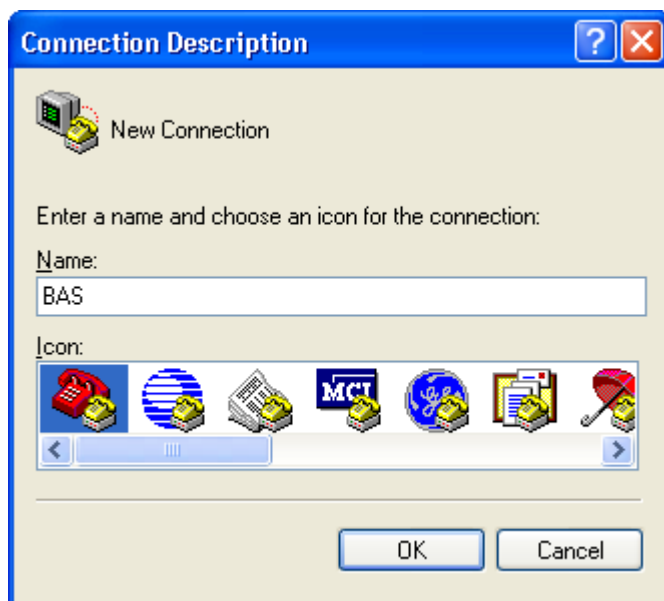 Connection Description
New Connection
Enter a name and choose an icon for the connection:
Name:
BAS
Icon:
MCI
OK Cancel